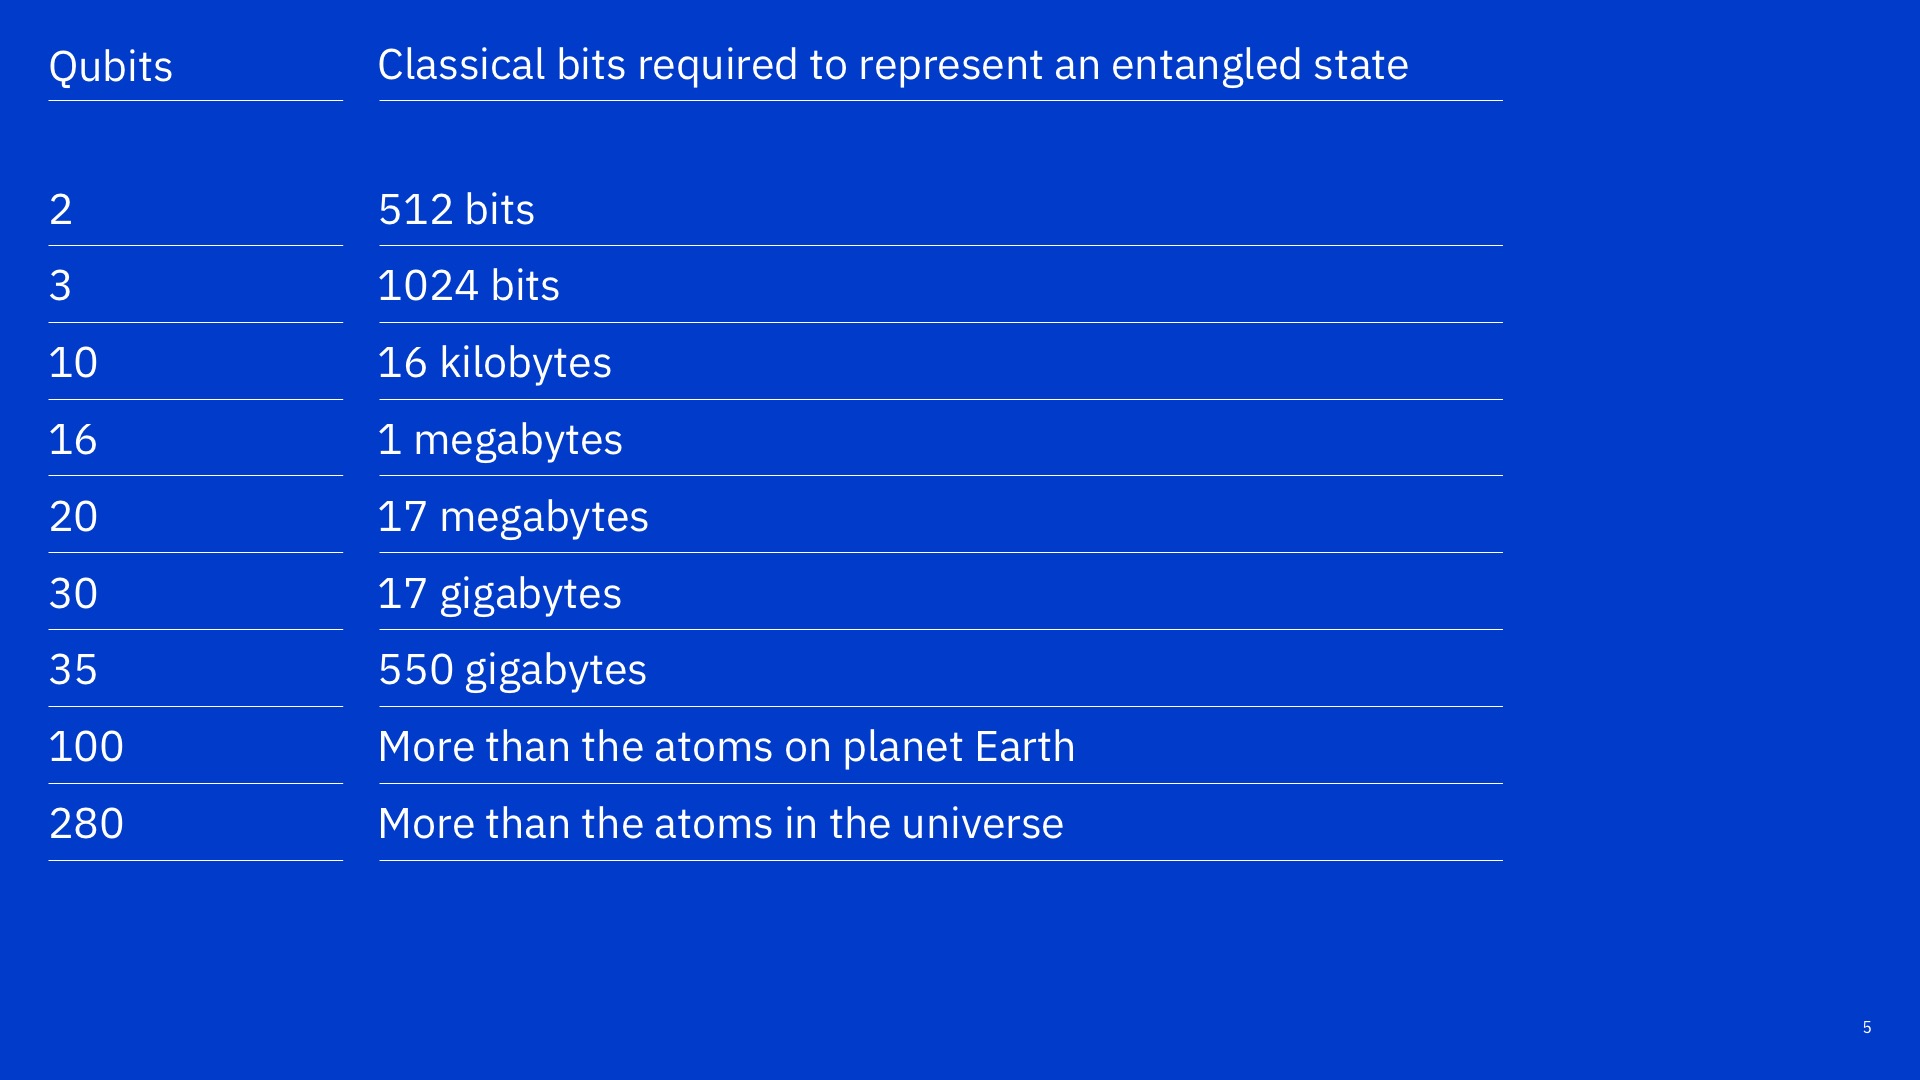 Qubits Classical bits required to represent an entangled state
2 512 bits
3 1024 bits
10 16 kilobytes
16 1 megabytes
20 17 megabytes
30 17 gigabytes
35 550 gigabytes
100 More than the atoms on planet Earth
280 More than the atoms in the universe
5